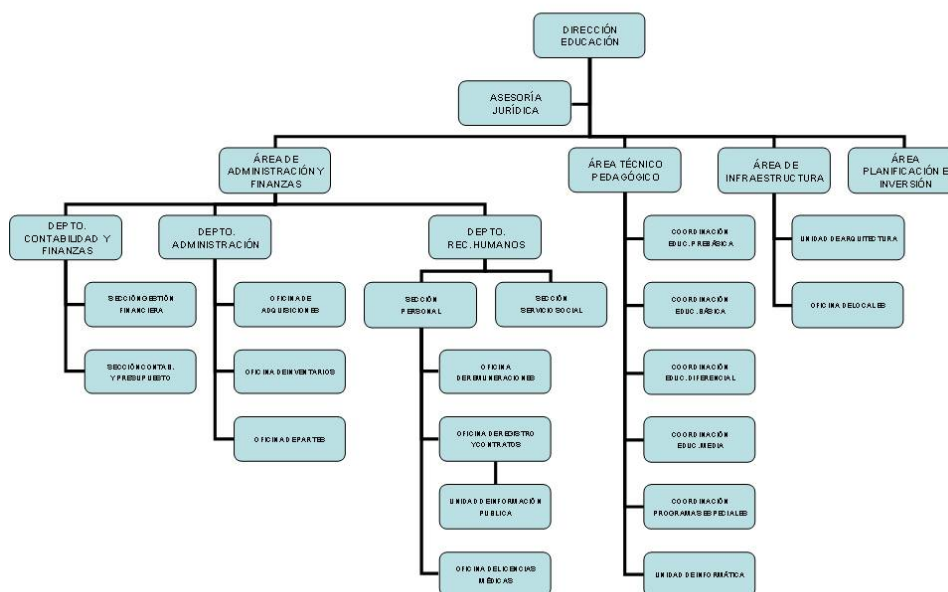 DIRECCIÓN
EDUCACIÓN
ASESORÍA
JURÍDICA
ÁREA DE
ADMINISTRACIÓN Y
FINANZAS
ÁREA TÉCNICO
PEDAGÓGICO
ÁREA DE
INFRAESTRUCTURA
ÁREA
PLANIFICACIÓN E
INVERSIÓN
DEPTO.
CONTABILIDAD Y
FINANZAS
DEPTO.
ADMINISTRACIÓN
DEPTO.
REC. HUMANOS
SECCIÓN GESTIÓN
FINANCIERA
SECCIÓN CONTAB.
Y PRESUPUESTO
OFICINA DE
ADQUISICIONES
OFICINA DE INVENTARIOS
OFICINA DE PARTES
SECCIÓN
PERSONAL
SECCIÓN
SERVICIO SOCIAL
OFICINA
DE REMUNERACIONES
OFICINA DE REGISTRO
Y CONTRATOS
UNIDAD DE INFORMACIÓN
PUBLICA
OFICINA DE LICENCIAS
MÉDICAS
COORDINACIÓN
EDUC. PREBÁSICA
COORDINACIÓN
EDUC. BÁSICA
COORDINACIÓN
EDUC. DIFERENCIAL
COORDINACIÓN
EDUC. MEDIA
COORDINACIÓN
PROGRAMAS ESPECIALES
UNIDAD DE INFORMÁTICA
UNIDAD DE ARQUITECTURA
OFICINA DE LOCALES